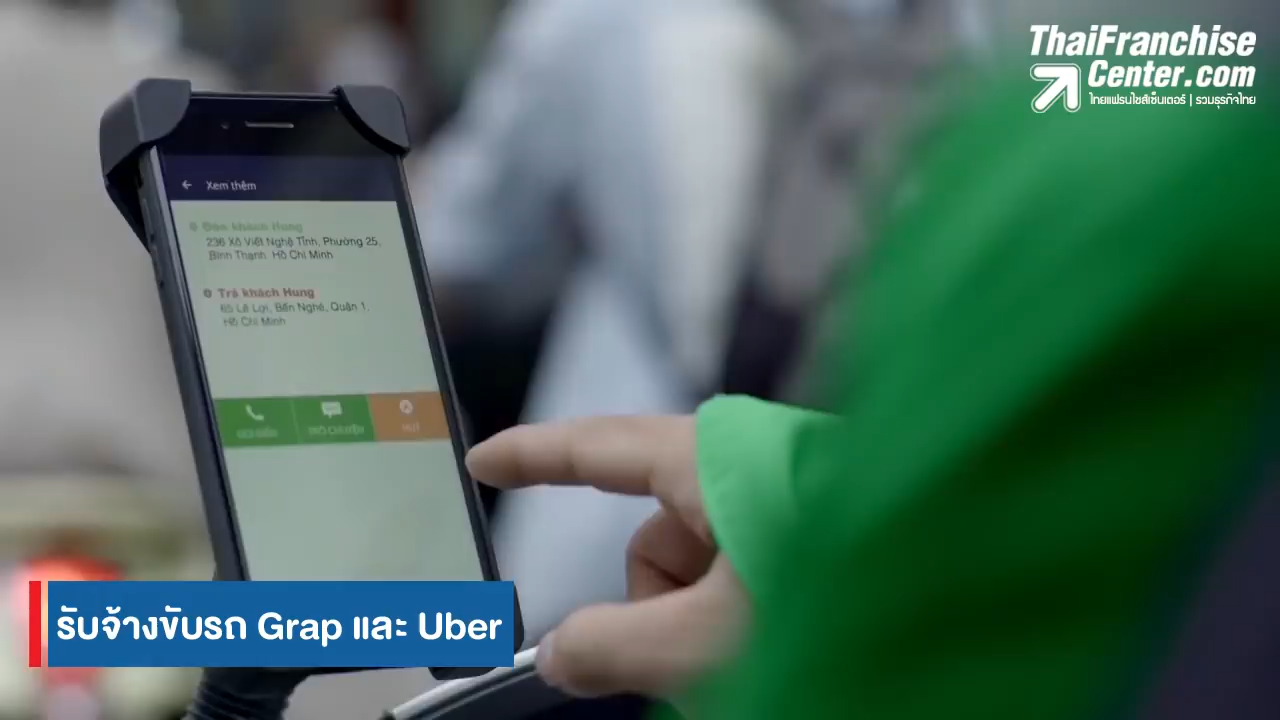 ThaiFranchise
Center.com
ไทยแฟรนไชส์เซ็นเตอร์ | รวมธุรกิจไทย
Xem thêm
Đón khách Hung
236 Xô Viết Nghệ Tĩnh, Phường 25,
Bình Thạnh, Hồ Chí Minh
Trả khách Hung
65 Lê Lợi, Bến Nghé, Quận 1,
Hồ Chí Minh
TRÒ CHUYỆN
รับจ้างขับรถ Grap และ Uber